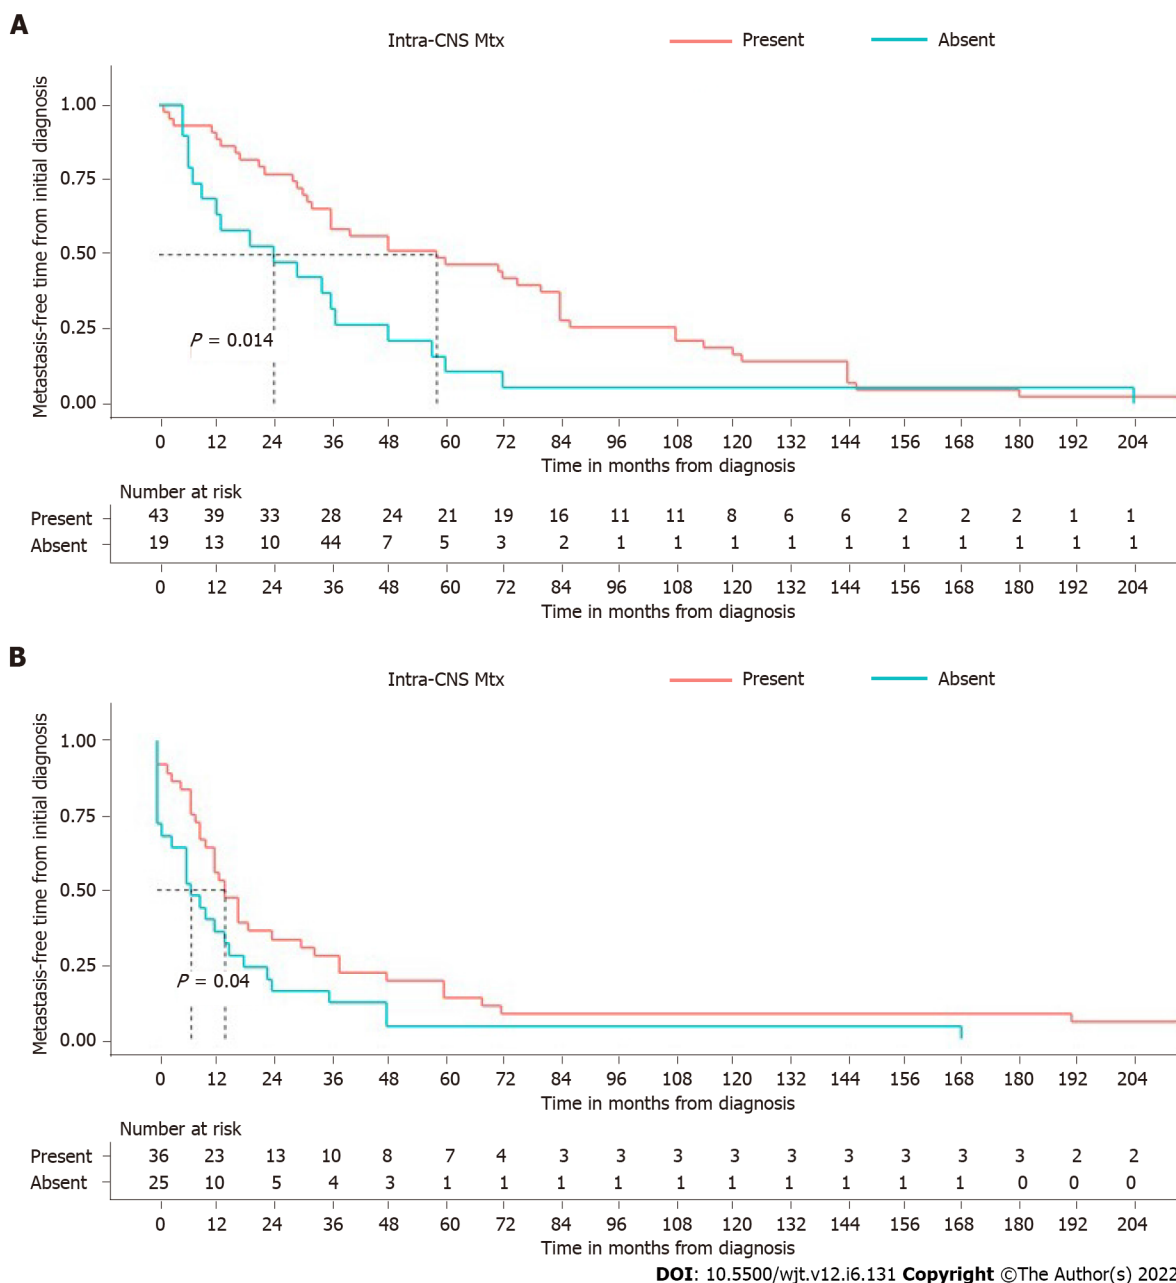 A
Intra-CNS Mtx Present Absent
Metastasis-free time from initial diagnosis
1.00
0.75
0.50
0.25
0.00
P = 0.014
0 12 24 36 48 60 72 84 96 108 120 132 144 156 168 180 192 204
Time in months from diagnosis
Number at risk
Present 43 39 33 28 24 21 19 16 11 11 8 6 6 2 2 2 1 1
Absent 19 13 10 44 7 5 3 2 1 1 1 1 1 1 1 1 1 1
0 12 24 36 48 60 72 84 96 108 120 132 144 156 168 180 192 204
Time in months from diagnosis
B
Intra-CNS Mtx Present Absent
Metastasis-free time from initial diagnosis
1.00
0.75
0.50
0.25
0.00
P = 0.04
0 12 24 36 48 60 72 84 96 108 120 132 144 156 168 180 192 204
Time in months from diagnosis
Number at risk
Present 36 23 13 10 8 7 4 3 3 3 3 3 3 3 3 3 2 2
Absent 25 10 5 4 3 1 1 1 1 1 1 1 1 1 1 0 0 0
0 12 24 36 48 60 72 84 96 108 120 132 144 156 168 180 192 204
Time in months from diagnosis
DOI: 10.5500/wjt.v12.i6.131 Copyright ©The Author(s) 2022